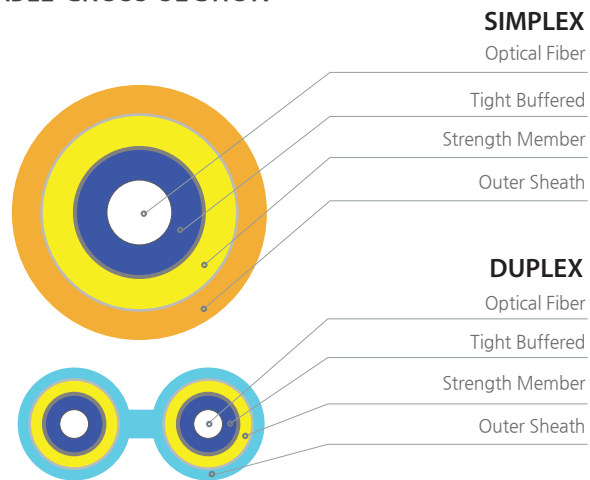 SIMPLEX
Optical Fiber
Tight Buffered
Strength Member
Outer Sheath
DUPLEX
Optical Fiber
Tight Buffered
Strength Member
Outer Sheath